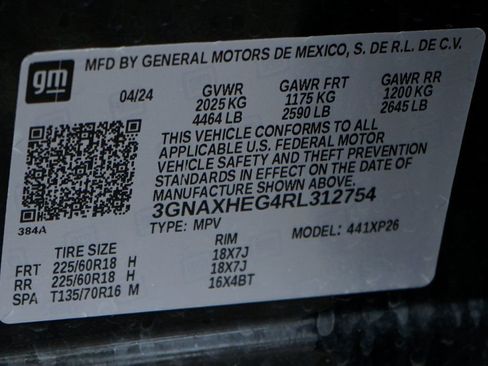 gm
MFD BY GENERAL MOTORS DE MEXICO, S. DE R.L. DE C.V.
04/24 GVWR GAWR FRT GAWR RR
2025 KG 1175 KG 1200 KG
4464 LB 2590 LB 2645 LB
THIS VEHICLE CONFORMS TO ALL
APPLICABLE U.S. FEDERAL MOTOR
VEHICLE SAFETY AND THEFT PREVENTION
STANDARDS IN EFFECT ON THE DATE OF
MANUFACTURE SHOWN ABOVE.
3GNAXHEG4RL312754
384A
TYPE: MPV MODEL: 441XP26
TIRE SIZE RIM
FRT 225/60R18 H 18X7J
RR 225/60R18 H 18X7J
SPA T135/70R16 M 16X4BT